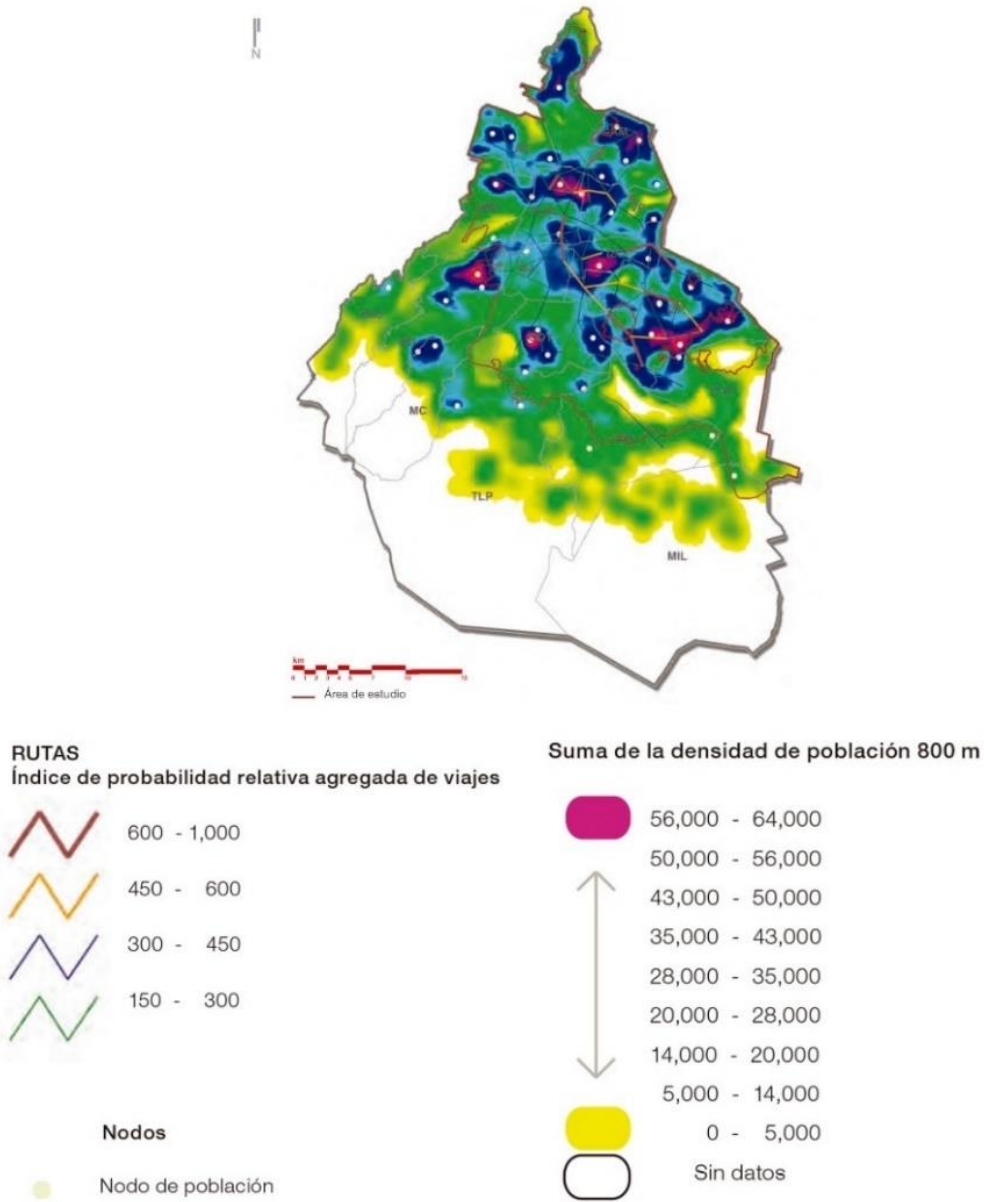 N
MC
TLP
MIL
km
Área de estudio
RUTAS
Índice de probabilidad relativa agregada de viajes
600 - 1,000
450 - 600
300 - 450
150 - 300
Nodos
Nodo de población
Suma de la densidad de población 800 m
56,000 - 64,000
50,000 - 56,000
43,000 - 50,000
35,000 - 43,000
28,000 - 35,000
20,000 - 28,000
14,000 - 20,000
5,000 - 14,000
0 - 5,000
Sin datos